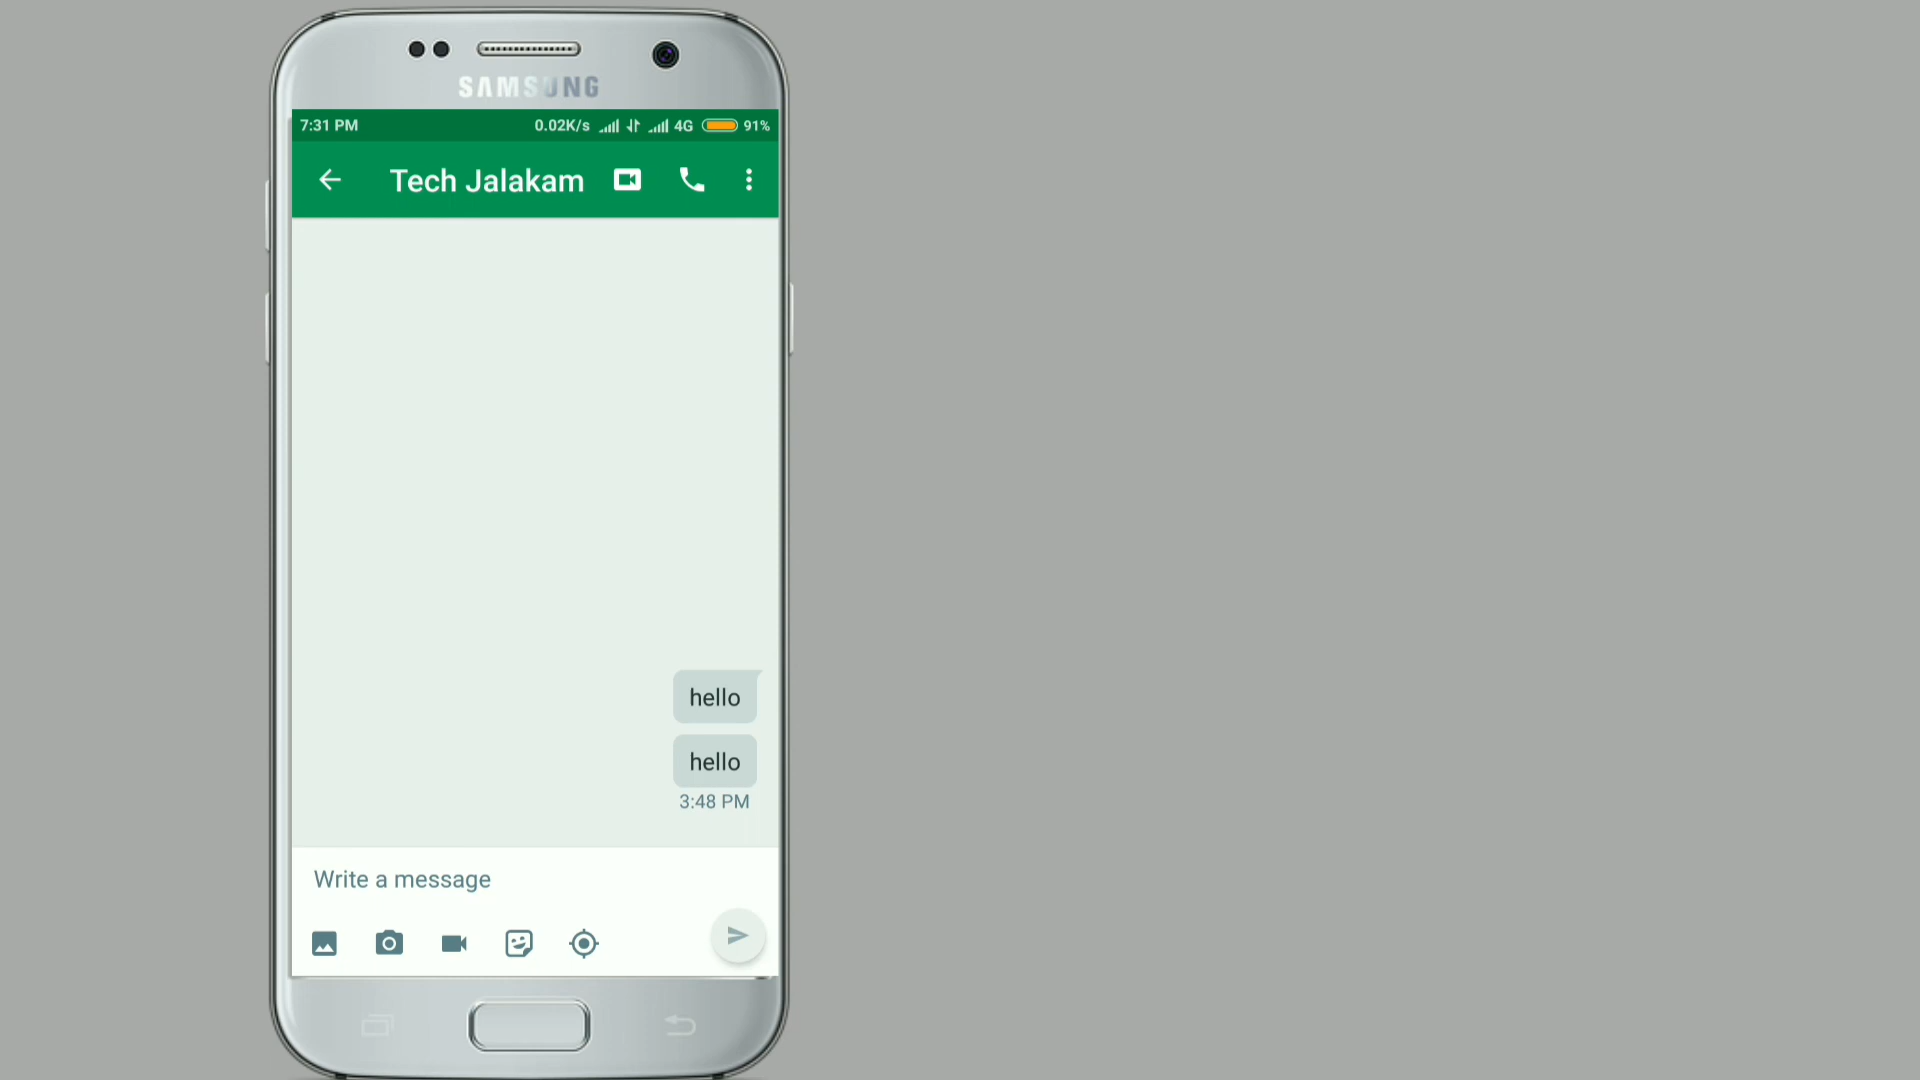 SAMSUNG
7:31 PM 0.02K/s 4G 91%
Tech Jalakam
hello
hello
3:48 PM
Write a message